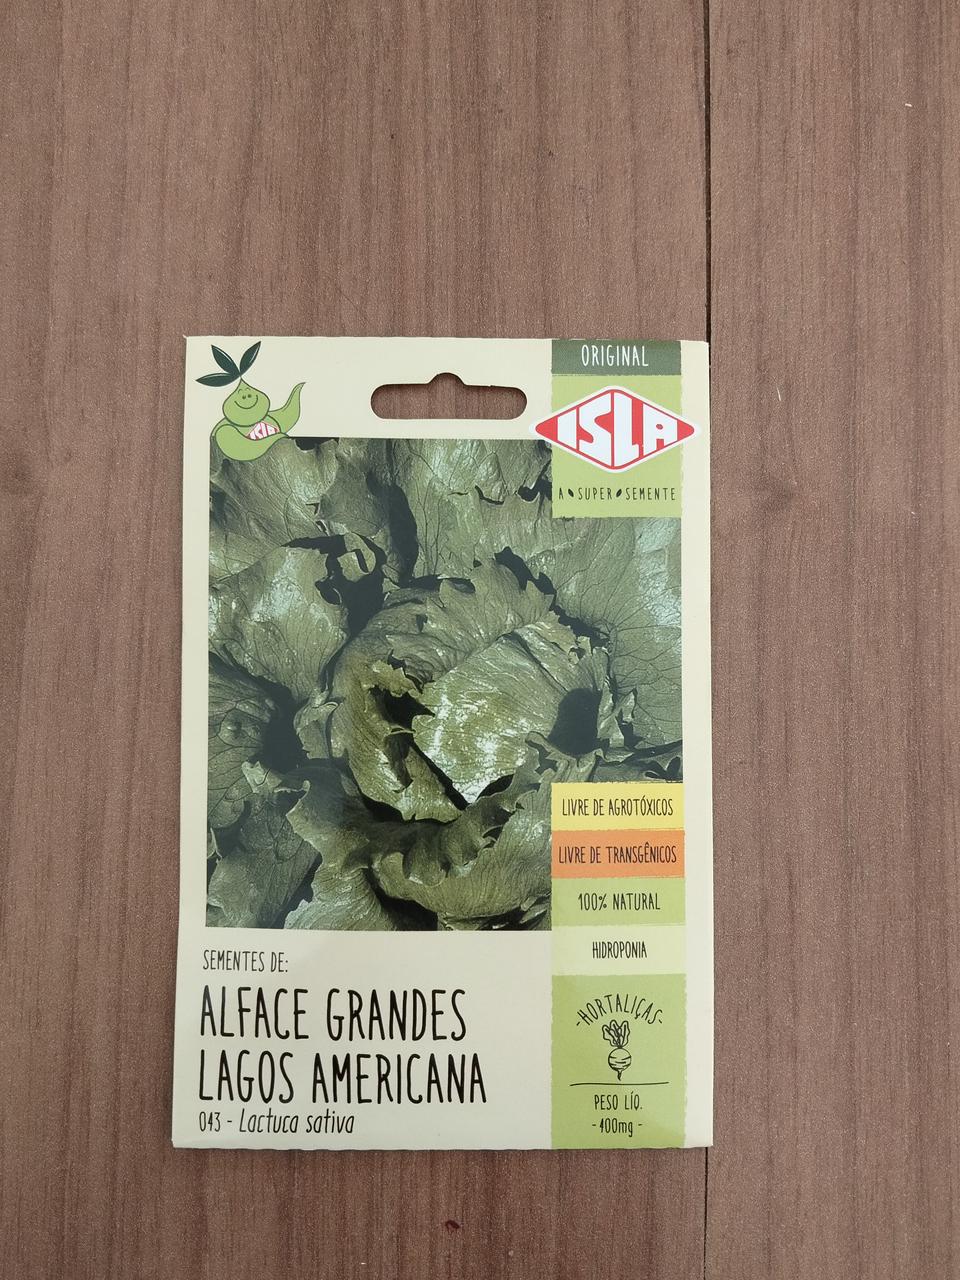 ORIGINAL
ISLA
ISLA
A SUPER SEMENTE
LIVRE DE AGROTÓXICOS
LIVRE DE TRANSGÊNICOS
100% NATURAL
HIDROPONIA
SEMENTES DE:
ALFACE GRANDES
LAGOS AMERICANA
043 - Lactuca sativa
-HORTALIÇAS-
PESO LÍQ.
-400mg-